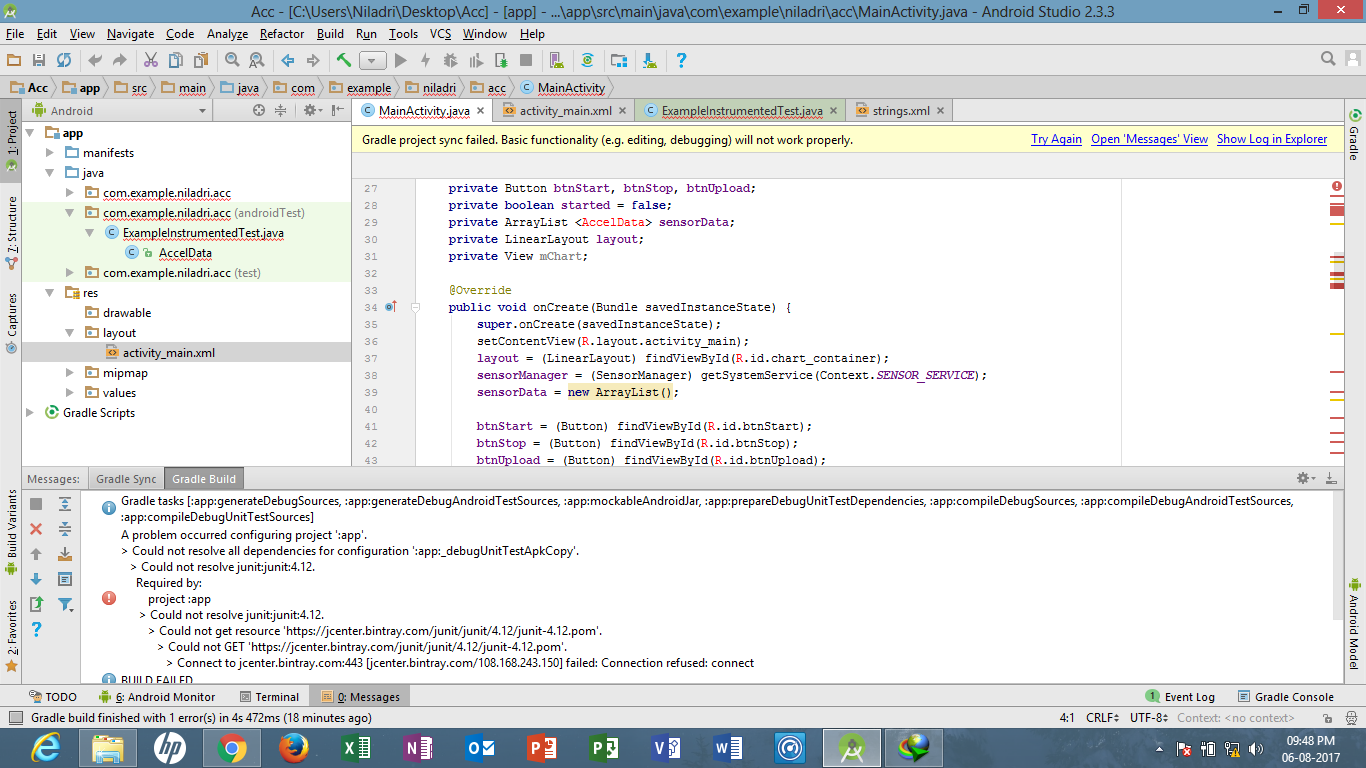 Acc - [C:\Users\Niladri\Desktop\Acc] - [app] - ...\app\src\main\java\com\example\niladri\acc\MainActivity.java - Android Studio 2.3.3
File Edit View Navigate Code Analyze Refactor Build Run Tools VCS Window Help
Acc app src main java com example niladri acc MainActivity
1: Project
Z: Structure
Captures
Build Variants
2: Favorites
Android
app
manifests
java
com.example.niladri.acc
com.example.niladri.acc (androidTest)
ExampleInstrumentedTest.java
AccelData
com.example.niladri.acc (test)
res
drawable
layout
activity_main.xml
mipmap
values
Gradle Scripts
MainActivity.java activity_main.xml ExampleInstrumentedTest.java strings.xml
Gradle project sync failed. Basic functionality (e.g. editing, debugging) will not work properly. Try Again Open 'Messages' View Show Log in Explorer
27 private Button btnStart, btnStop, btnUpload;
28 private boolean started = false;
29 private ArrayList <AccelData> sensorData;
30 private LinearLayout layout;
31 private View mChart;
32
33 @Override
34 public void onCreate(Bundle savedInstanceState) {
35 super.onCreate(savedInstanceState);
36 setContentView(R.layout.activity_main);
37 layout = (LinearLayout) findViewById(R.id.chart_container);
38 sensorManager = (SensorManager) getSystemService(Context.SENSOR_SERVICE);
39 sensorData = new ArrayList();
40
41 btnStart = (Button) findViewById(R.id.btnStart);
42 btnStop = (Button) findViewById(R.id.btnStop);
43 btnUpload = (Button) findViewById(R.id.btnUpload);
Gradle
Android Model
Messages: Gradle Sync Gradle Build
Gradle tasks [:app:generateDebugSources, :app:generateDebugAndroidTestSources, :app:mockableAndroidJar, :app:prepareDebugUnitTestDependencies, :app:compileDebugSources, :app:compileDebugAndroidTestSources,
:app:compileDebugUnitTestSources]
A problem occurred configuring project ':app'.
> Could not resolve all dependencies for configuration ':app:_debugUnitTestApkCopy'.
> Could not resolve junit:junit:4.12.
Required by:
project :app
> Could not resolve junit:junit:4.12.
> Could not get resource 'https://jcenter.bintray.com/junit/junit/4.12/junit-4.12.pom'.
> Could not GET 'https://jcenter.bintray.com/junit/junit/4.12/junit-4.12.pom'.
> Connect to jcenter.bintray.com:443 [jcenter.bintray.com/108.168.243.150] failed: Connection refused: connect
BUILD FAILED
TODO 6: Android Monitor Terminal 0: Messages 1 Event Log Gradle Console
Gradle build finished with 1 error(s) in 4s 472ms (18 minutes ago) 4:1 CRLF UTF-8 Context: <no context>
09:48 PM
06-08-2017